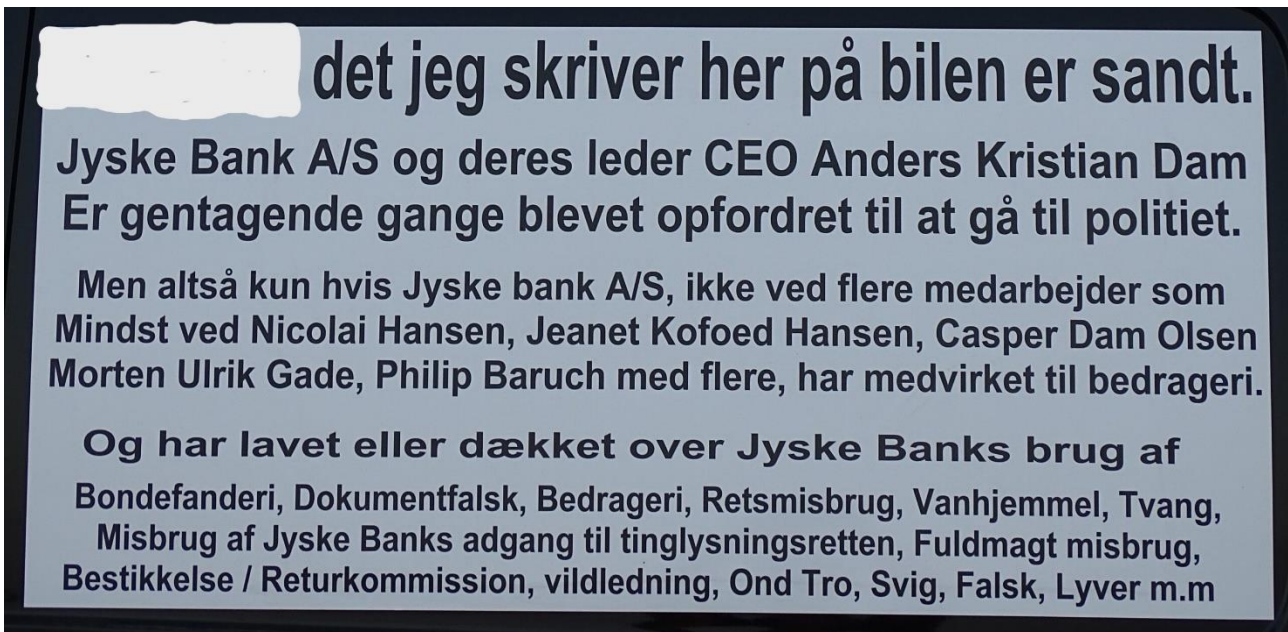 det jeg skriver her på bilen er sandt.
Jyske Bank A/S og deres leder CEO Anders Kristian Dam
Er gentagende gange blevet opfordret til at gå til politiet.
Men altså kun hvis Jyske bank A/S, ikke ved flere medarbejder som
Mindst ved Nicolai Hansen, Jeanet Kofoed Hansen, Casper Dam Olsen
Morten Ulrik Gade, Philip Baruch med flere, har medvirket til bedrageri.
Og har lavet eller dækket over Jyske Banks brug af
Bondefanderi, Dokumentfalsk, Bedrageri, Retsmisbrug, Vanhjemmel, Tvang,
Misbrug af Jyske Banks adgang til tinglysningsretten, Fuldmagt misbrug,
Bestikkelse / Returkommission, vildledning, Ond Tro, Svig, Falsk, Lyver m.m